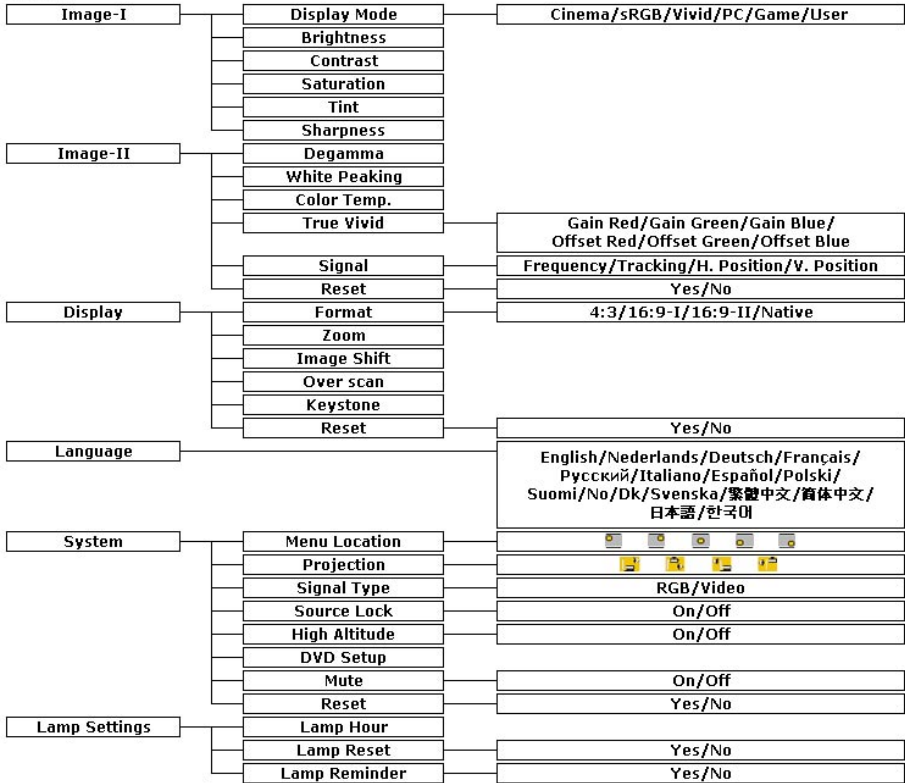 Image-I
Display Mode
Cinema/sRGB/Vivid/PC/Game/User
Brightness
Contrast
Saturation
Tint
Sharpness
Image-II
Degamma
White Peaking
Color Temp.
True Vivid
Gain Red/Gain Green/Gain Blue/
Offset Red/Offset Green/Offset Blue
Signal
Frequency/Tracking/H. Position/V. Position
Reset
Yes/No
Display
Format
4:3/16:9-I/16:9-II/Native
Zoom
Image Shift
Over scan
Keystone
Reset
Yes/No
Language
English/Nederlands/Deutsch/Français/
Русский/Italiano/Español/Polski/
Suomi/No/Dk/Svenska/繁體中文/简体中文/
日本語/한국어
System
Menu Location
Projection
Signal Type
RGB/Video
Source Lock
On/Off
High Altitude
On/Off
DVD Setup
Mute
On/Off
Reset
Yes/No
Lamp Settings
Lamp Hour
Lamp Reset
Yes/No
Lamp Reminder
Yes/No